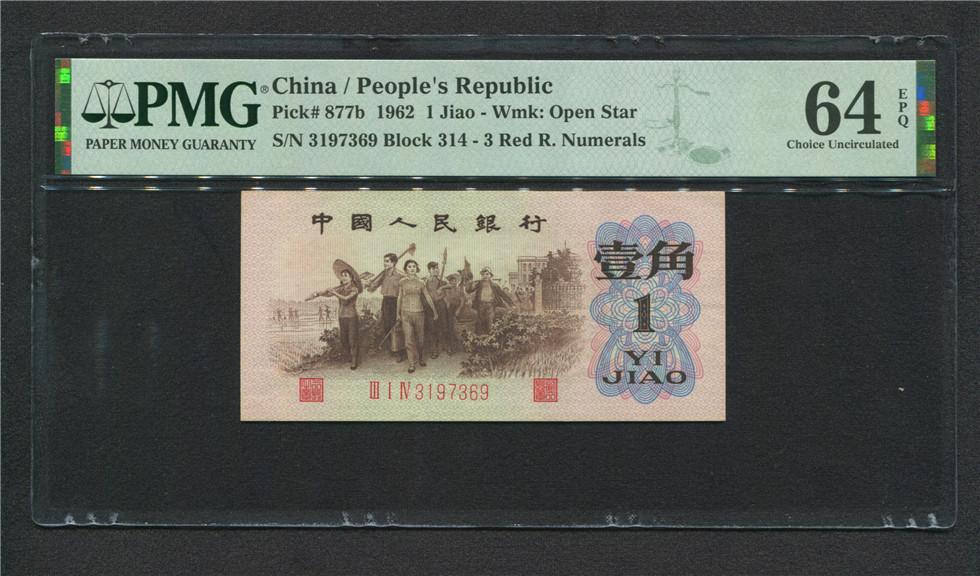 PMG®
PAPER MONEY GUARANTY
China / People's Republic
Pick# 877b 1962 1 Jiao - Wmk: Open Star
S/N 3197369 Block 314 - 3 Red R. Numerals
64
EPQ
Choice Uncirculated
中國人民銀行
壹角
1
YI
JIAO
III I IV 3197369